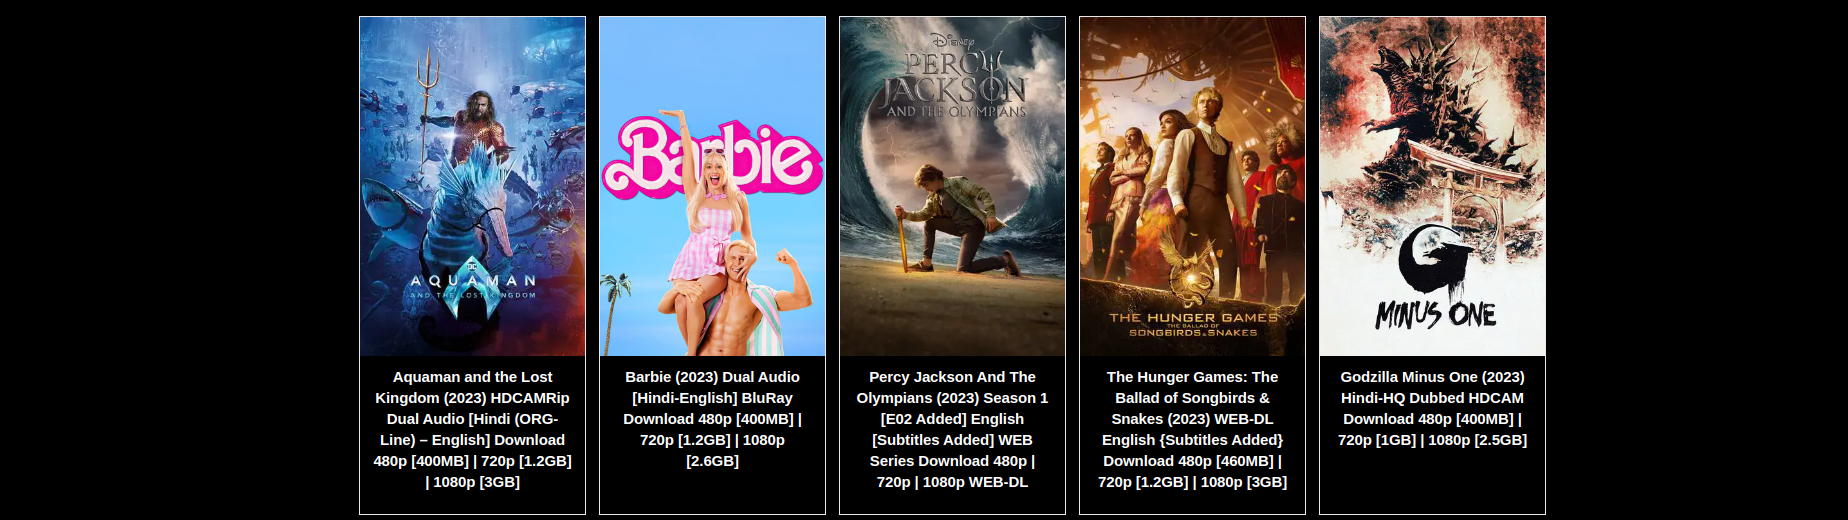 DC
AQUAMAN
AND THE LOST KINGDOM
Aquaman and the Lost
Kingdom (2023) HDCAMRip
Dual Audio [Hindi (ORG-
Line) – English] Download
480p [400MB] | 720p [1.2GB]
| 1080p [3GB]
Barbie
Barbie (2023) Dual Audio
[Hindi-English] BluRay
Download 480p [400MB] |
720p [1.2GB] | 1080p
[2.6GB]
Disney
PERCY
JACKSON
AND THE OLYMPIANS
Percy Jackson And The
Olympians (2023) Season 1
[E02 Added] English
[Subtitles Added] WEB
Series Download 480p |
720p | 1080p WEB-DL
THE HUNGER GAMES
THE BALLAD OF
SONGBIRDS & SNAKES
The Hunger Games: The
Ballad of Songbirds &
Snakes (2023) WEB-DL
English {Subtitles Added}
Download 480p [460MB] |
720p [1.2GB] | 1080p [3GB]
MINUS ONE
Godzilla Minus One (2023)
Hindi-HQ Dubbed HDCAM
Download 480p [400MB] |
720p [1GB] | 1080p [2.5GB]